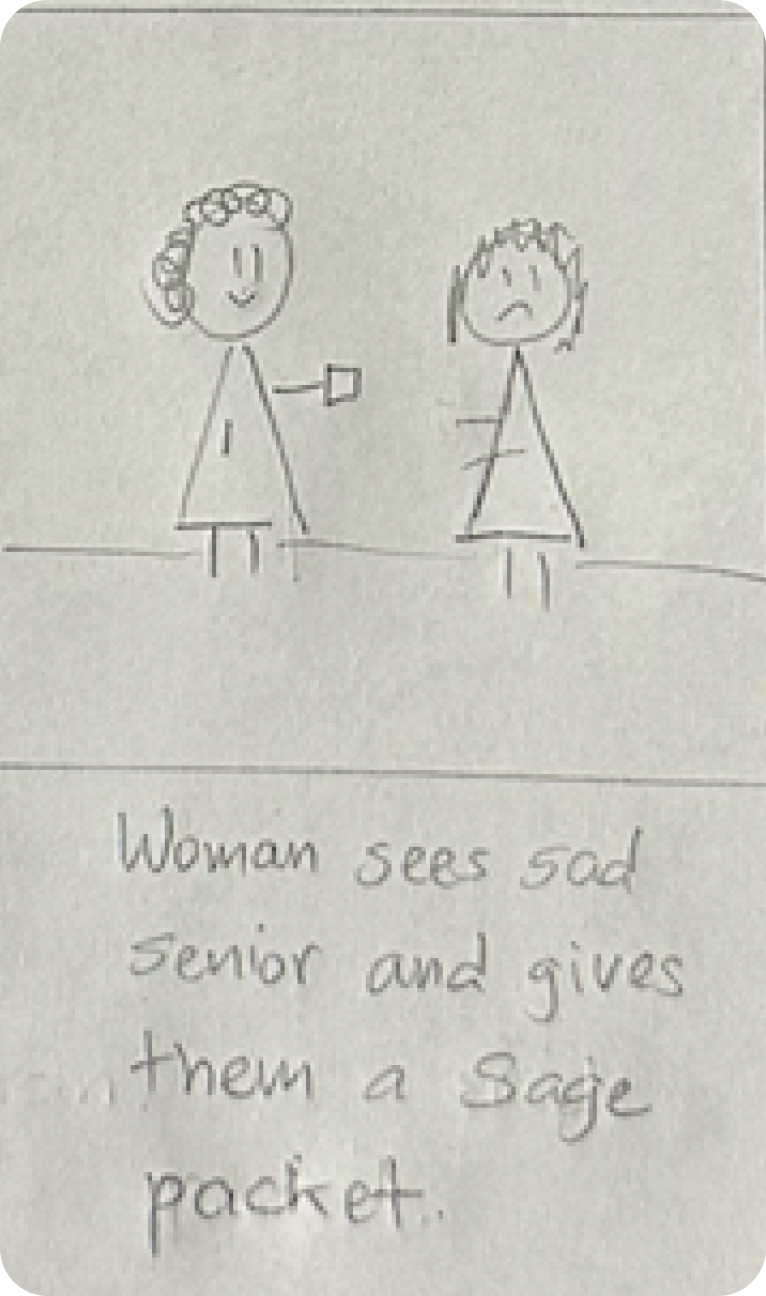 Woman sees sad
senior and gives
them a Sage
packet.